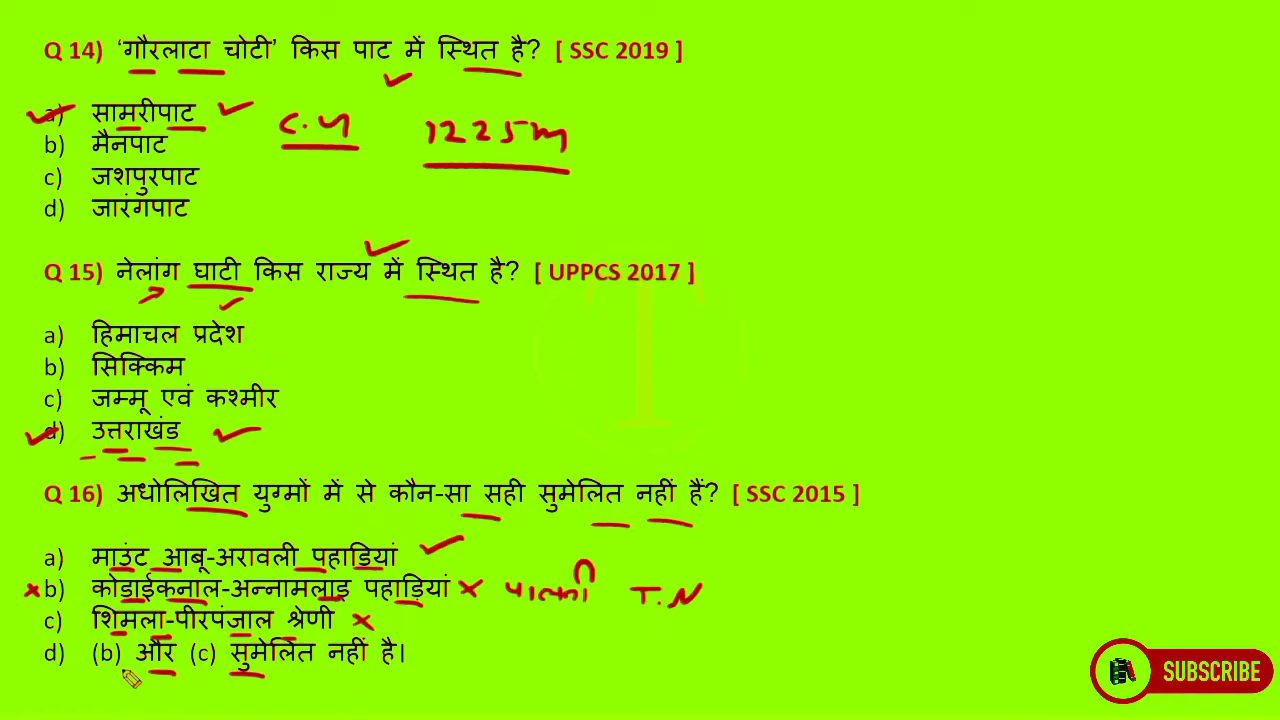 Q 14) ‘गौरलाटा चोटी’ किस पाट में स्थित है? [ SSC 2019 ]
a) सामरीपाट
C.G 1225m
b) मैनपाट
c) जशपुरपाट
d) जारंगपाट
Q 15) नेलांग घाटी किस राज्य में स्थित है? [ UPPCS 2017 ]
a) हिमाचल प्रदेश
b) सिक्किम
c) जम्मू एवं कश्मीर
d) उत्तराखंड
Q 16) अधोलिखित युग्मों में से कौन-सा सही सुमेलित नहीं हैं? [ SSC 2015 ]
a) माउंट आबू-अरावली पहाडियां
b) कोडाईकनाल-अन्नामलाइ पहाड़ियां पालनी T.N
c) शिमला-पीरपंजाल श्रेणी
d) (b) और (c) सुमेलित नहीं है।
T
SUBSCRIBE